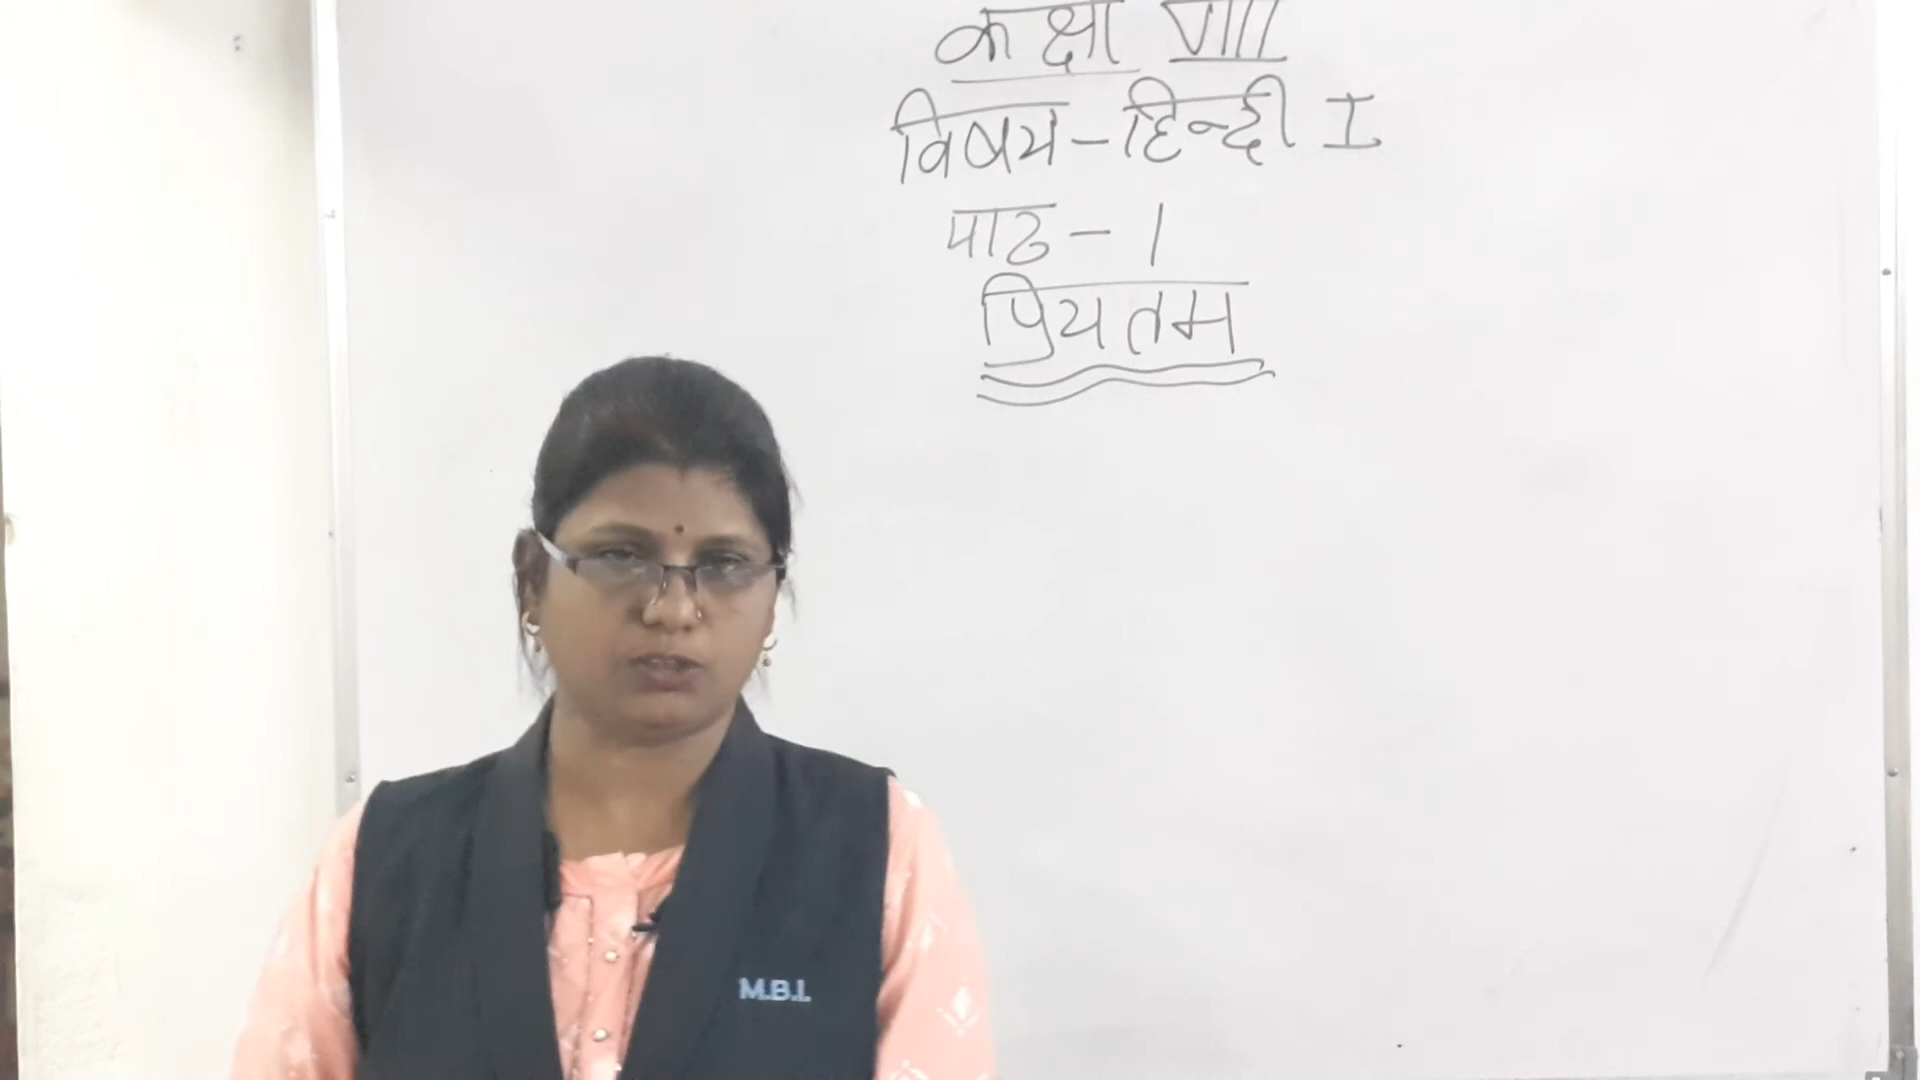 कक्षा VIII
विषय - हिन्दी I
पाठ - 1
प्रियतम
M.B.I.